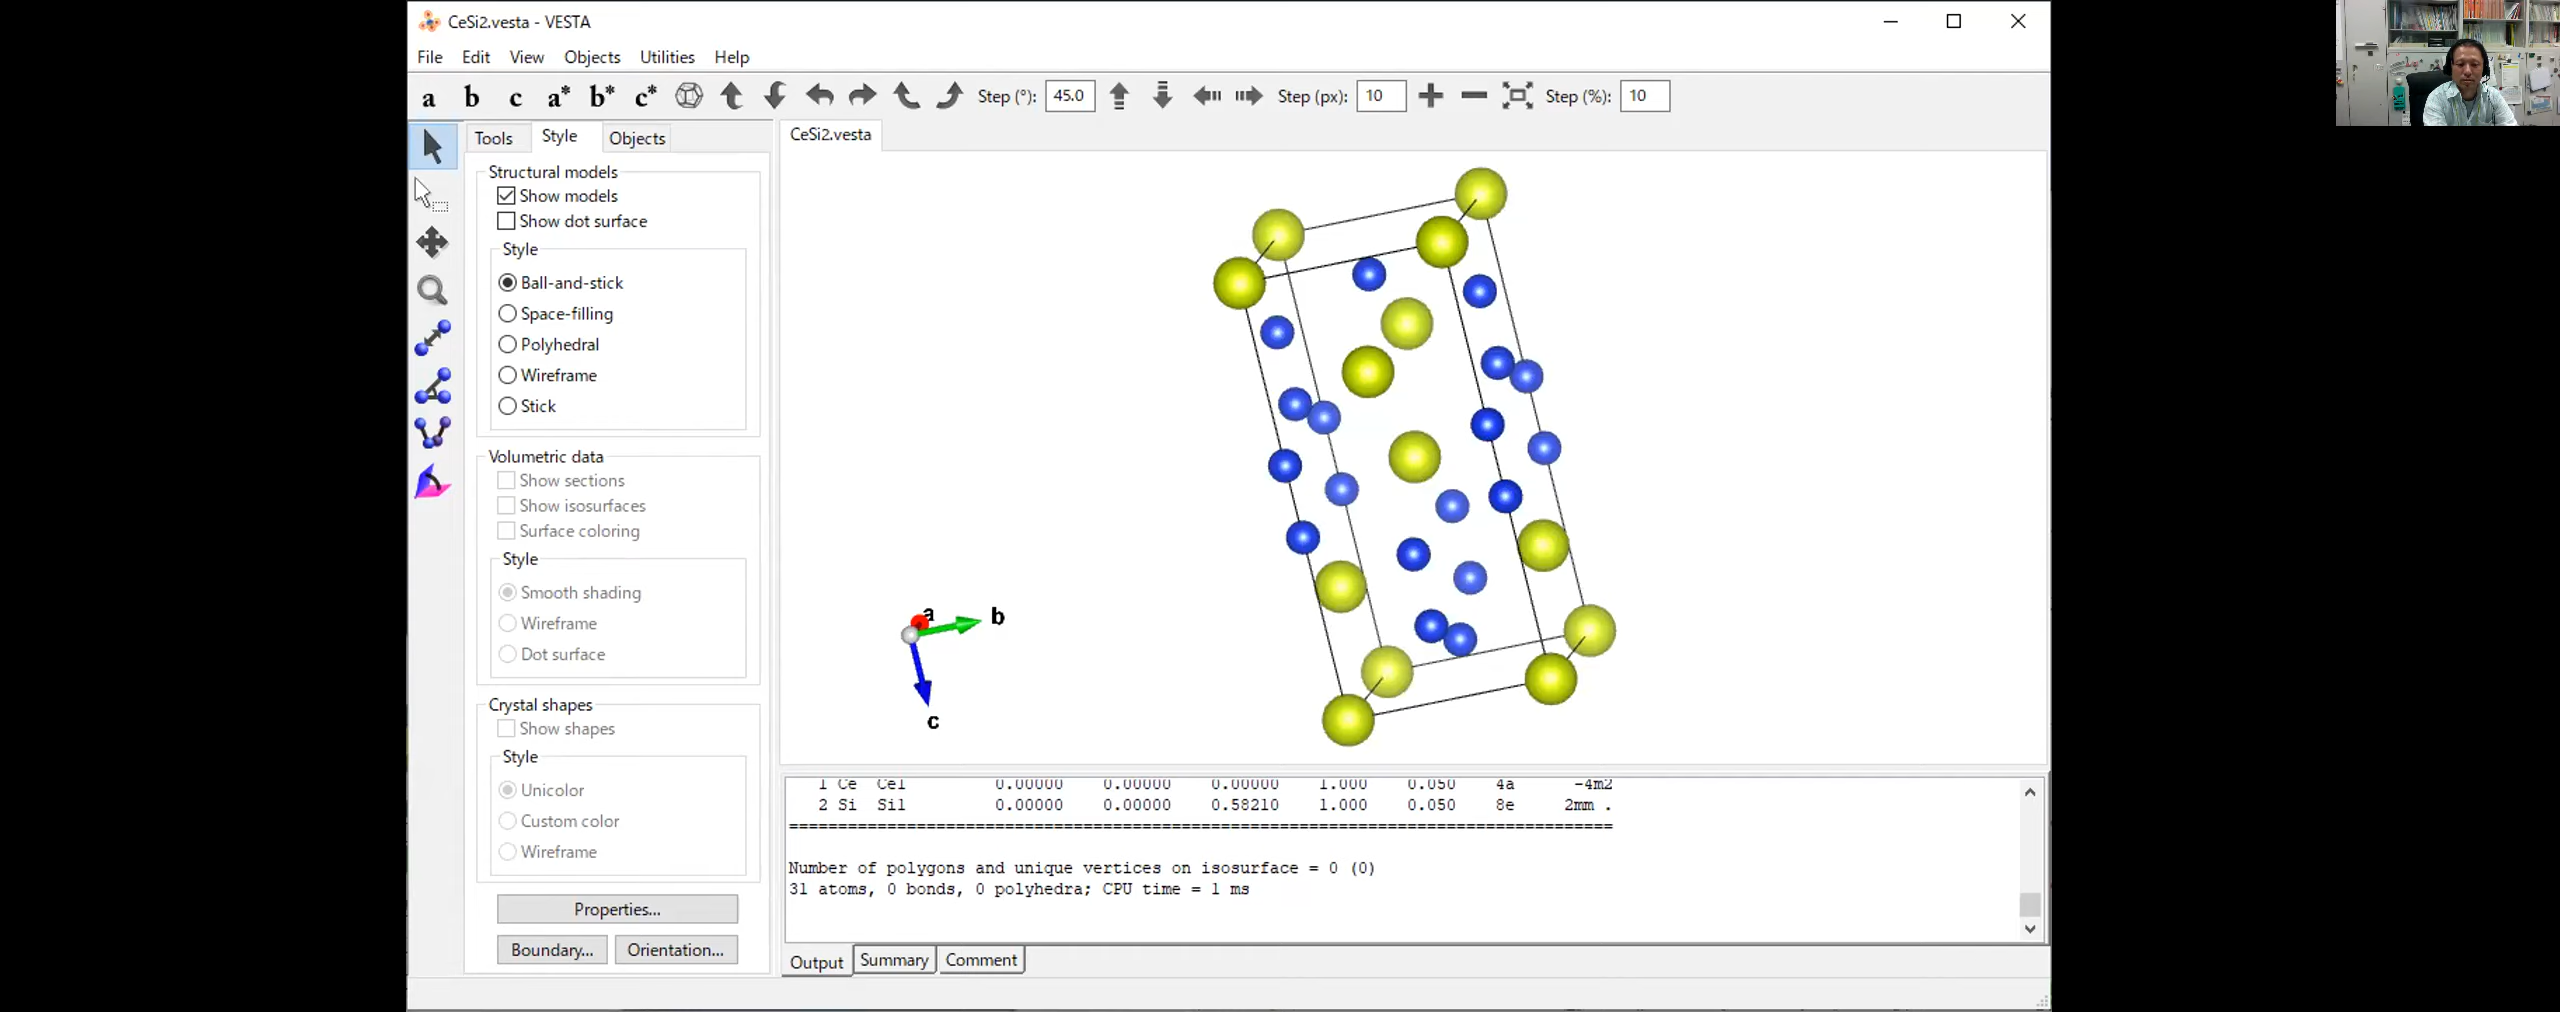 CeSi2.vesta - VESTA
File Edit View Objects Utilities Help
a b c a* b* c* Step (°): 45.0 Step (px): 10 Step (%): 10
Tools Style Objects
CeSi2.vesta
Structural models
Show models
Show dot surface
Style
Ball-and-stick
Space-filling
Polyhedral
Wireframe
Stick
Volumetric data
Show sections
Show isosurfaces
Surface coloring
Style
Smooth shading
Wireframe
Dot surface
Crystal shapes
Show shapes
Style
Unicolor
Custom color
Wireframe
Properties...
Boundary... Orientation...
a
b
c
1 Ce Ce1 0.00000 0.00000 0.00000 1.000 0.050 4a -4m2
2 Si Si1 0.00000 0.00000 0.58210 1.000 0.050 8e 2mm .
===========================================================================================
Number of polygons and unique vertices on isosurface = 0 (0)
31 atoms, 0 bonds, 0 polyhedra; CPU time = 1 ms
Output Summary Comment